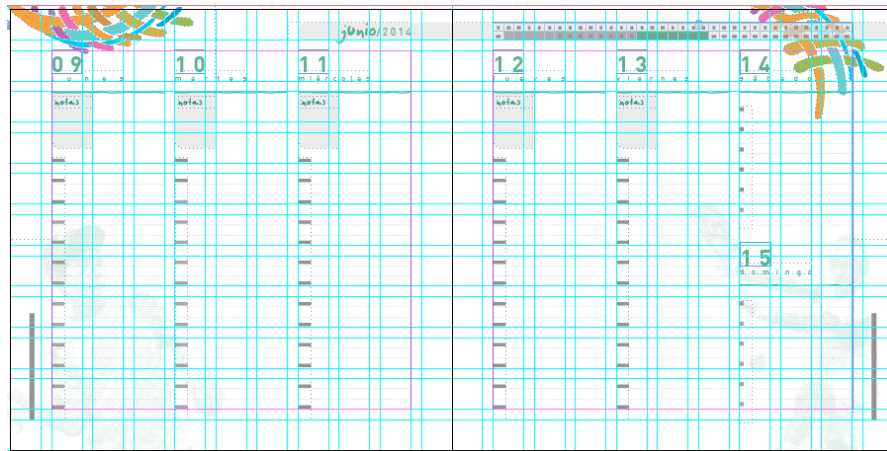 junio/2014
09
lunes
notas
10
martes
notas
11
miércoles
notas
12
jueves
notas
13
viernes
notas
14
sábado
15
domingo